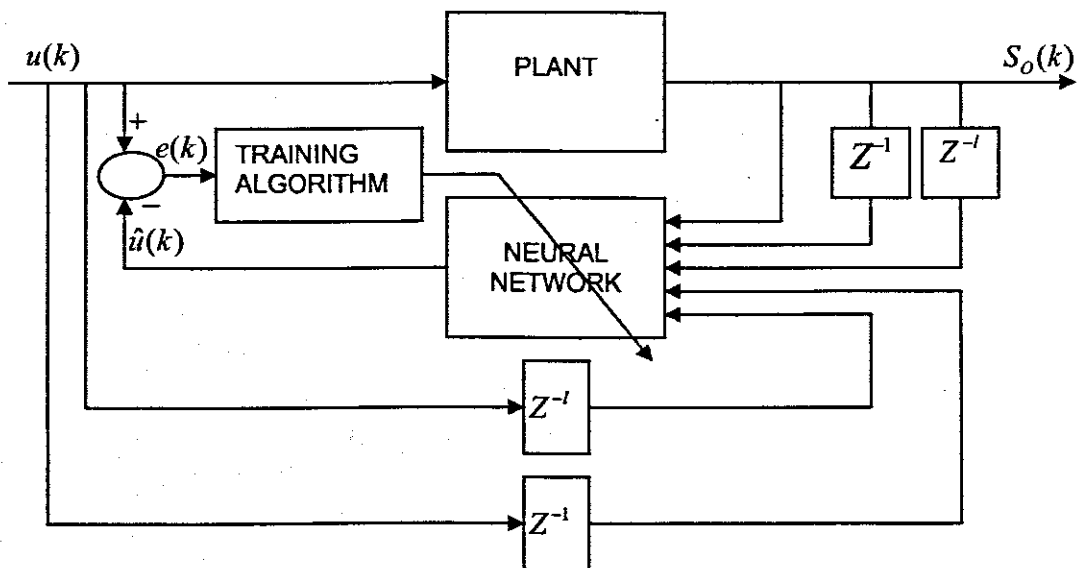 u(k)
PLANT
S_O(k)
+
e(k)
TRAINING
ALGORITHM
Z^{-1}
Z^{-l}
−
û(k)
NEURAL
NETWORK
Z^{-l}
Z^{-1}